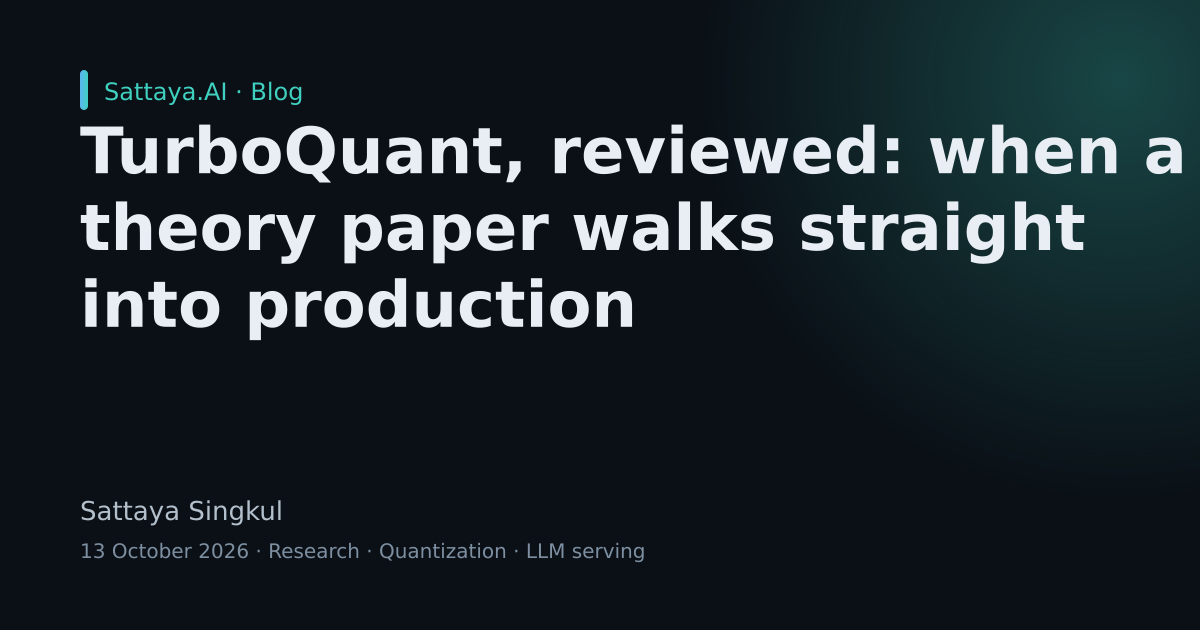 Sattaya.AI · Blog
TurboQuant, reviewed: when a
theory paper walks straight
into production
Sattaya Singkul
13 October 2026 · Research · Quantization · LLM serving